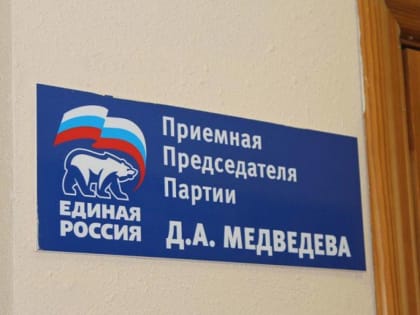 Приемная
Председателя
Партии
Д.А. МЕДВЕДЕВА
ЕДИНАЯ
РОССИЯ